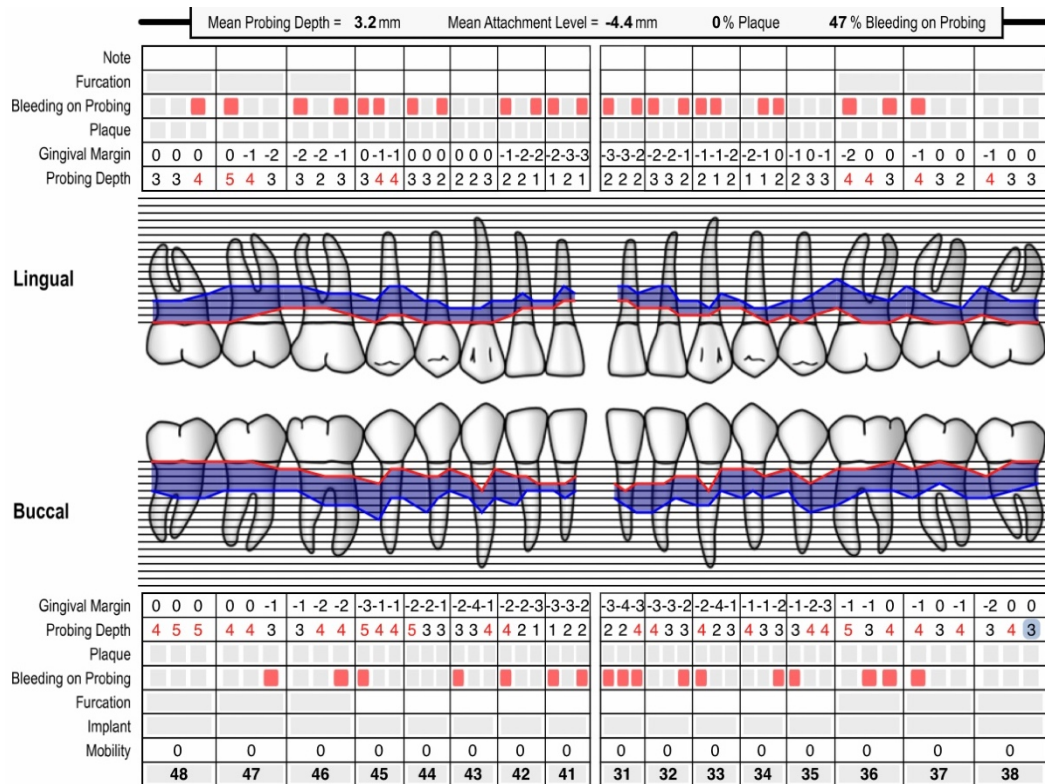 Mean Probing Depth = 3.2 mm Mean Attachment Level = -4.4 mm 0 % Plaque 47 % Bleeding on Probing
Note
Furcation
Bleeding on Probing
Plaque
Gingival Margin 0 0 0 0 -1 -2 -2 -2 -1 0 -1 -1 0 0 0 0 0 0 -1 -2 -2 -2 -3 -3 -3 -3 -2 -2 -2 -1 -1 -1 -2 -2 -1 0 -1 0 -1 -2 0 0 -1 0 0 -1 0 0
Probing Depth 3 3 4 5 4 3 3 2 3 3 4 4 3 3 2 2 2 3 2 2 1 1 2 1 2 2 2 3 3 2 2 1 2 1 1 2 2 3 3 4 4 3 4 3 2 4 3 3
Lingual
Buccal
Gingival Margin 0 0 0 0 0 -1 -1 -2 -2 -3 -1 -1 -2 -2 -1 -2 -4 -1 -2 -2 -3 -3 -3 -2 -3 -4 -3 -3 -3 -2 -2 -4 -1 -1 -1 -2 -1 -2 -3 -1 -1 0 -1 0 -1 -2 0 0
Probing Depth 4 5 5 4 4 3 3 4 4 5 4 4 5 3 3 3 3 4 4 2 1 1 2 2 2 2 4 4 3 3 4 2 3 4 3 3 3 4 4 5 3 4 4 3 4 3 4 3
Plaque
Bleeding on Probing
Furcation
Implant
Mobility 0 0 0 0 0 0 0 0 0 0 0 0 0 0 0 0
48 47 46 45 44 43 42 41 31 32 33 34 35 36 37 38